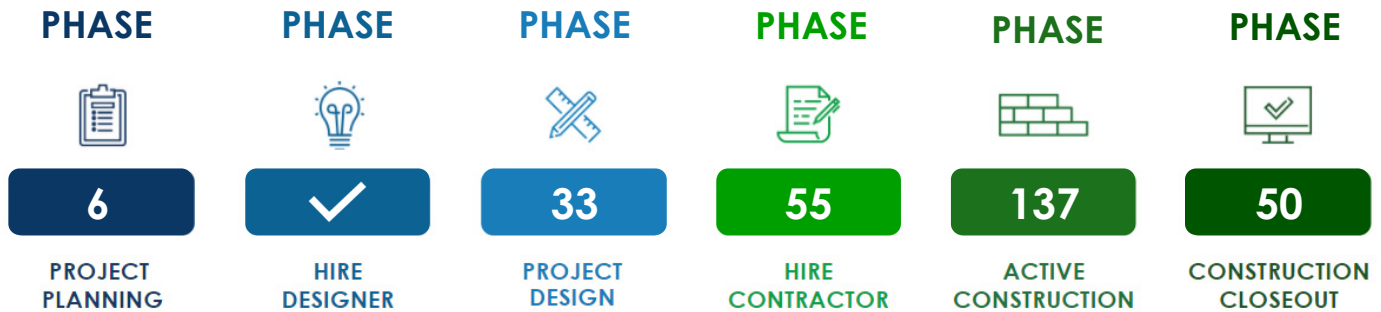 PHASE PHASE PHASE PHASE PHASE PHASE
6 33 55 137 50
PROJECT HIRE PROJECT HIRE ACTIVE CONSTRUCTION
PLANNING DESIGNER DESIGN CONTRACTOR CONSTRUCTION CLOSEOUT